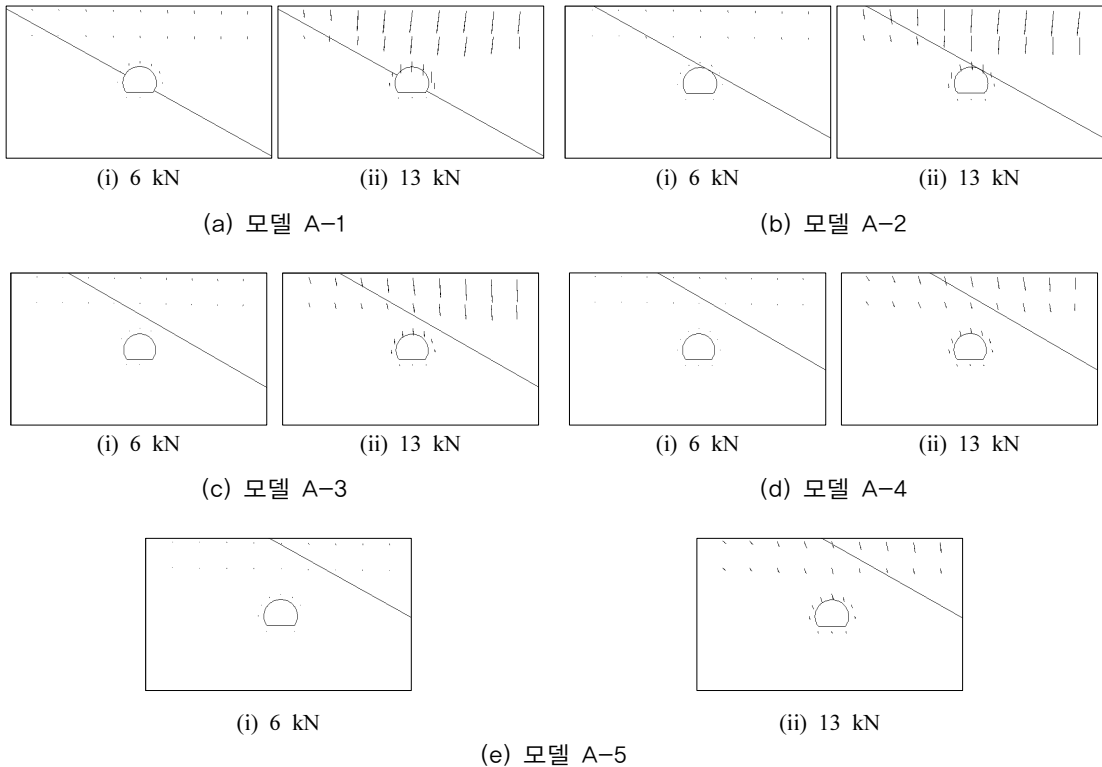 (i) 6 kN
(ii) 13 kN
(a) 모델 A-1
(i) 6 kN
(ii) 13 kN
(b) 모델 A-2
(i) 6 kN
(ii) 13 kN
(c) 모델 A-3
(i) 6 kN
(ii) 13 kN
(d) 모델 A-4
(i) 6 kN
(ii) 13 kN
(e) 모델 A-5